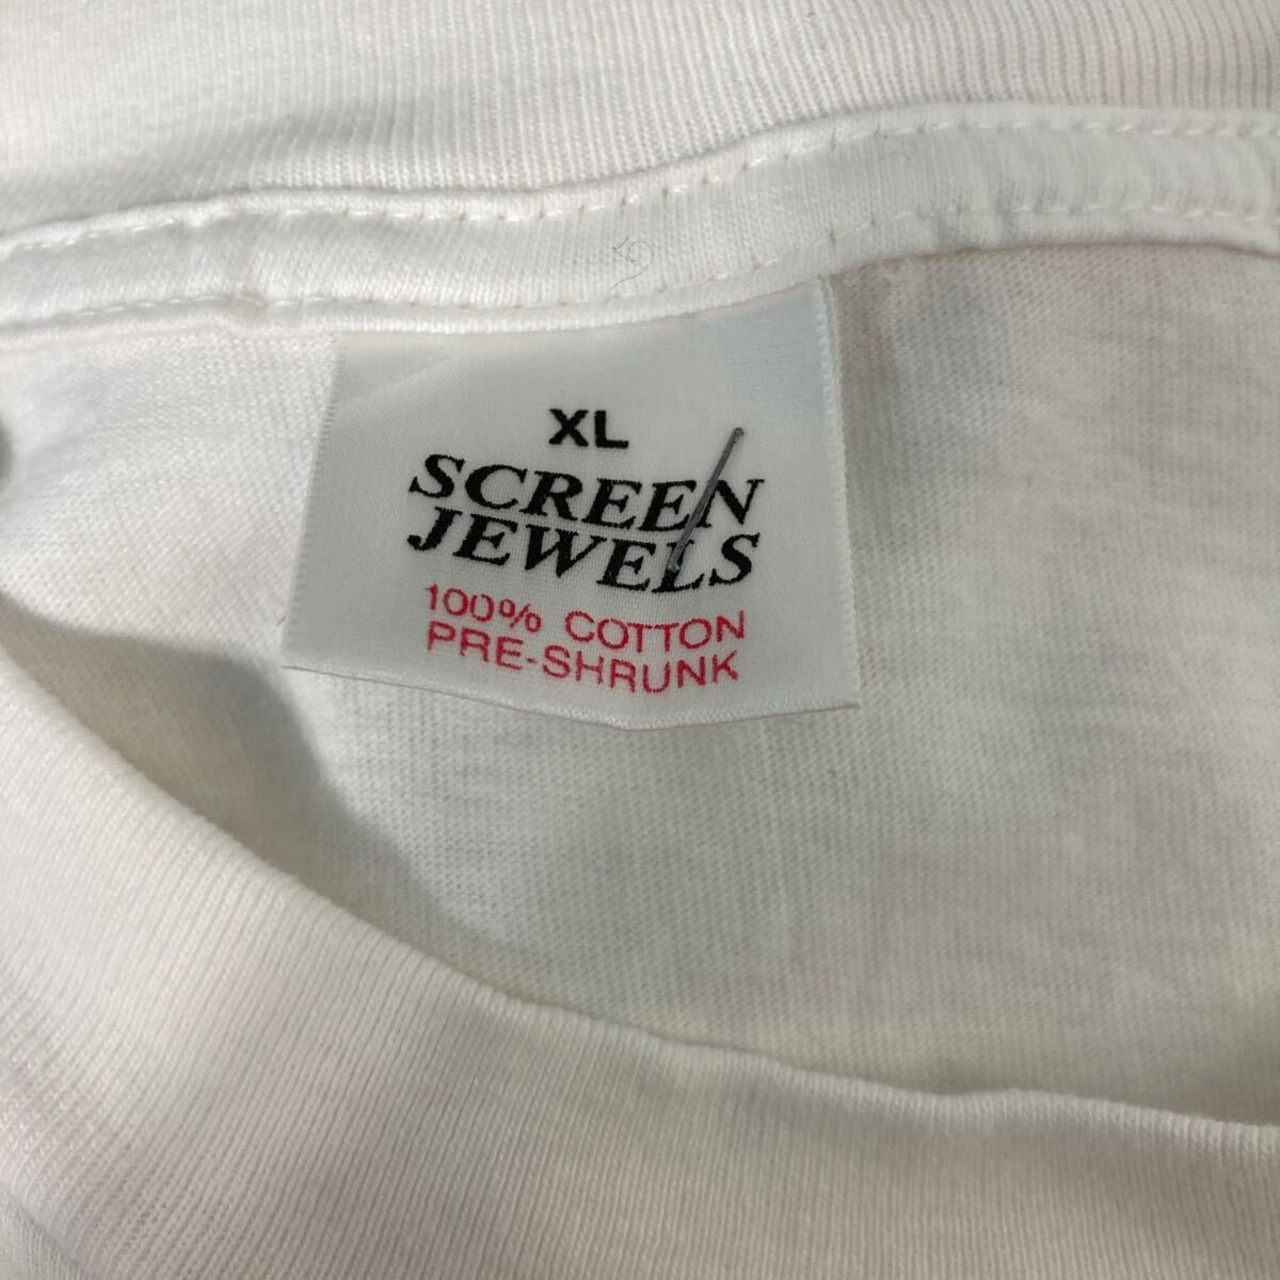 XL
SCREEN
JEWELS
100% COTTON
PRE-SHRUNK